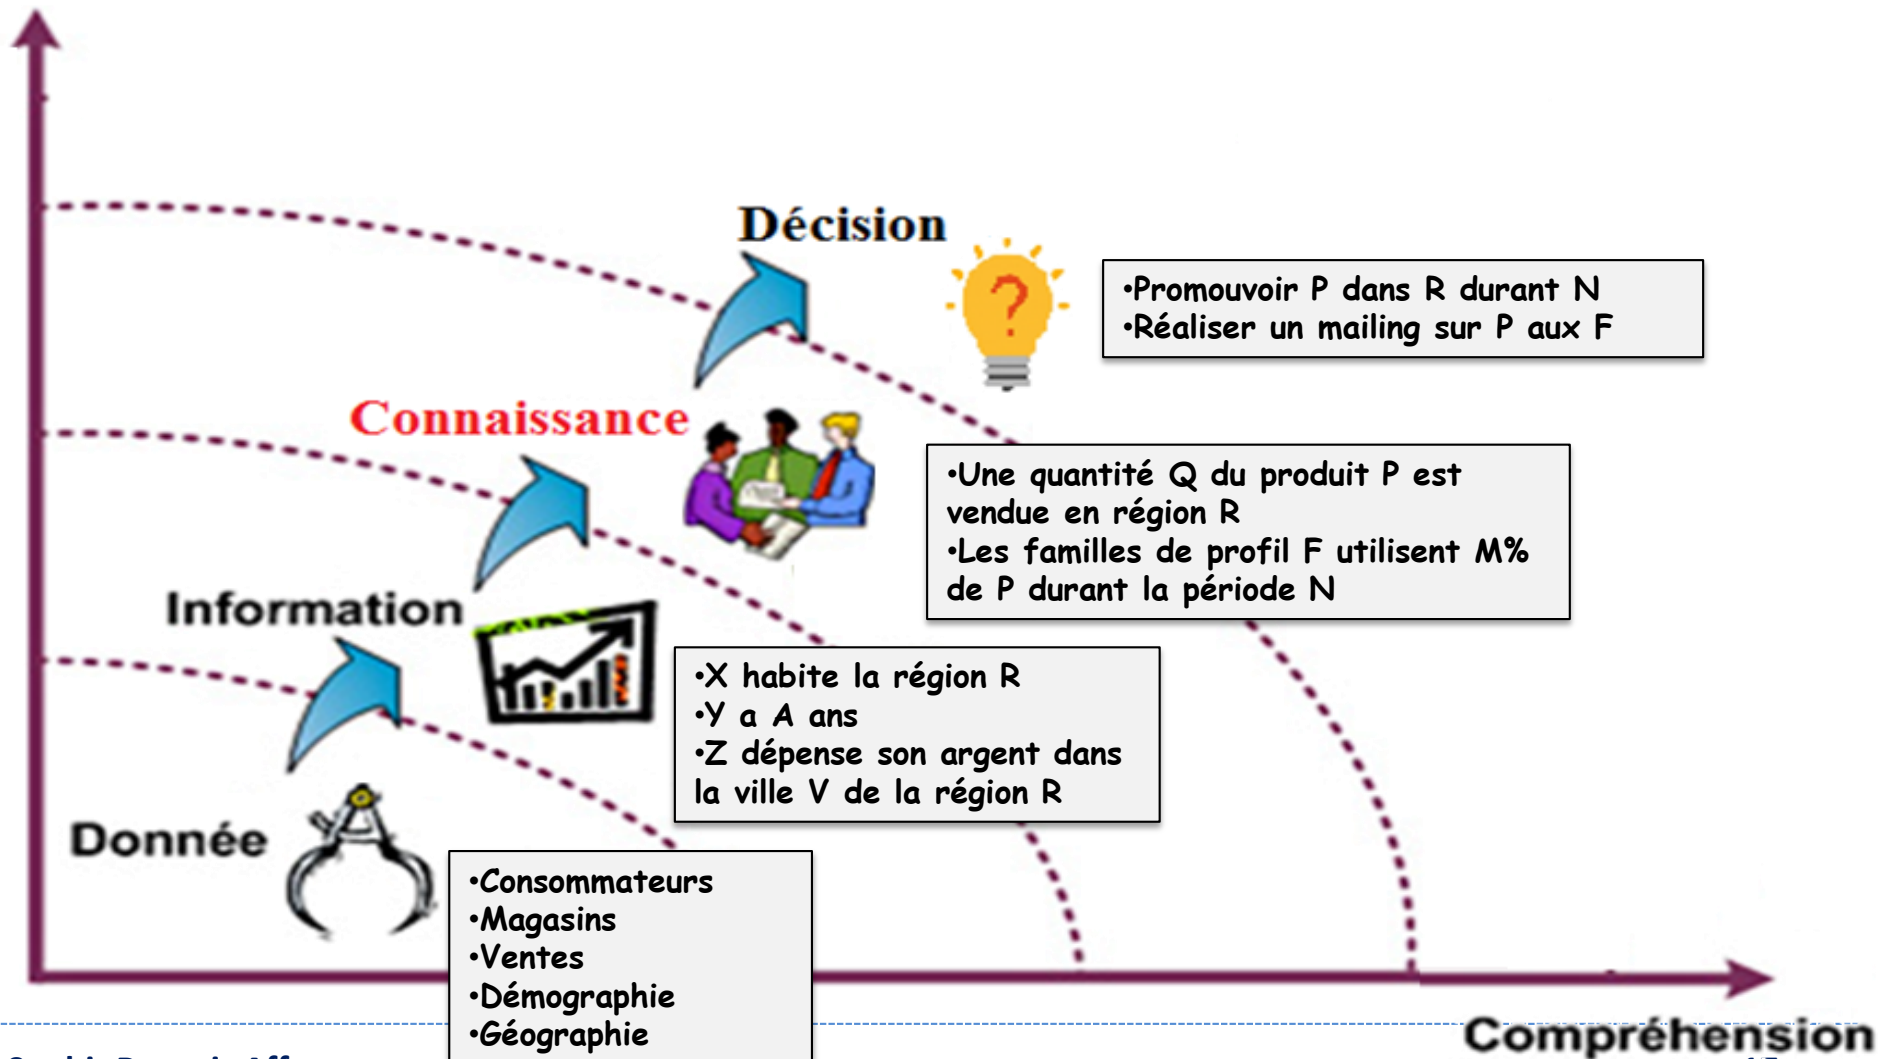 Décision
•Promouvoir P dans R durant N
•Réaliser un mailing sur P aux F
Connaissance
•Une quantité Q du produit P est
vendue en région R
•Les familles de profil F utilisent M%
de P durant la période N
Information
•X habite la région R
•Y a A ans
•Z dépense son argent dans
la ville V de la région R
Donnée
•Consommateurs
•Magasins
•Ventes
•Démographie
•Géographie
Compréhension